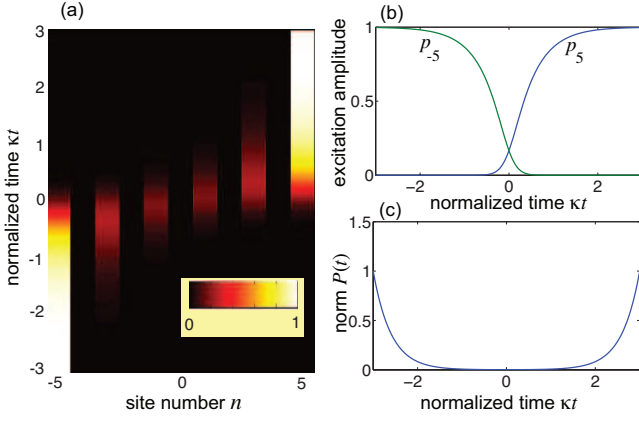 (a)
3
2
1
0
-1
-2
-3
normalized time κt
-5
0
5
site number n
0
1
(b)
1
0.5
0
excitation amplitude
p-5
p5
-2
0
2
normalized time κt
(c)
1.5
1
0.5
0
norm P(t)
-2
0
2
normalized time κt